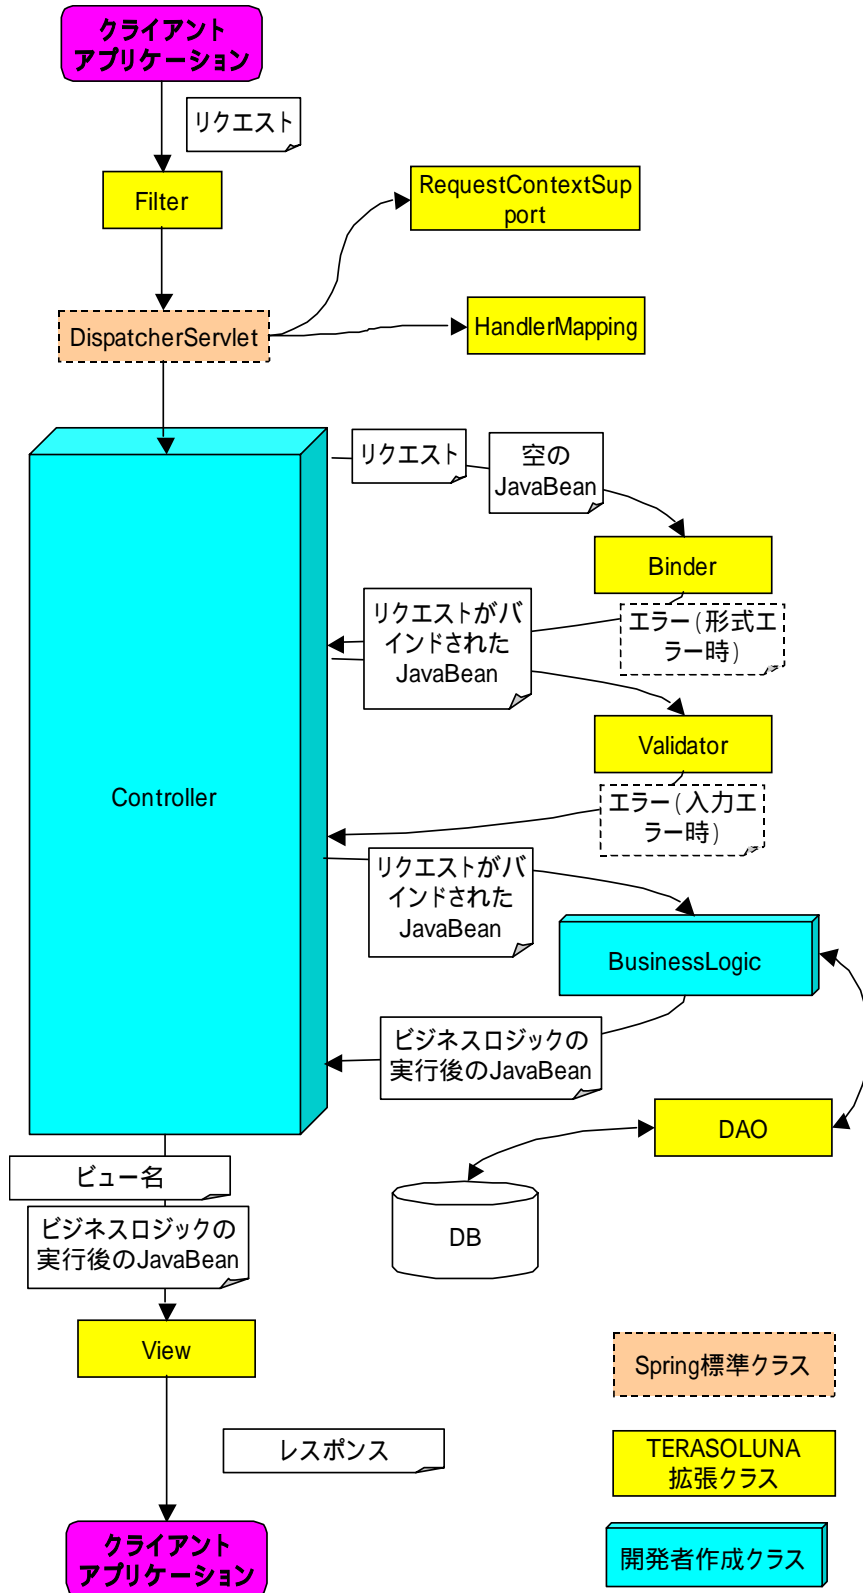 クライアント
アプリケーション
リクエスト
Filter
RequestContextSup
port
DispatcherServlet
HandlerMapping
リクエスト
空の
JavaBean
Binder
リクエストがバ
インドされた
JavaBean
エラー(形式エ
ラー時)
Validator
Controller
エラー(入力エ
ラー時)
リクエストがバ
インドされた
JavaBean
BusinessLogic
ビジネスロジックの
実行後のJavaBean
DAO
ビュー名
DB
ビジネスロジックの
実行後のJavaBean
View
Spring標準クラス
レスポンス
TERASOLUNA
拡張クラス
クライアント
アプリケーション
開発者作成クラス